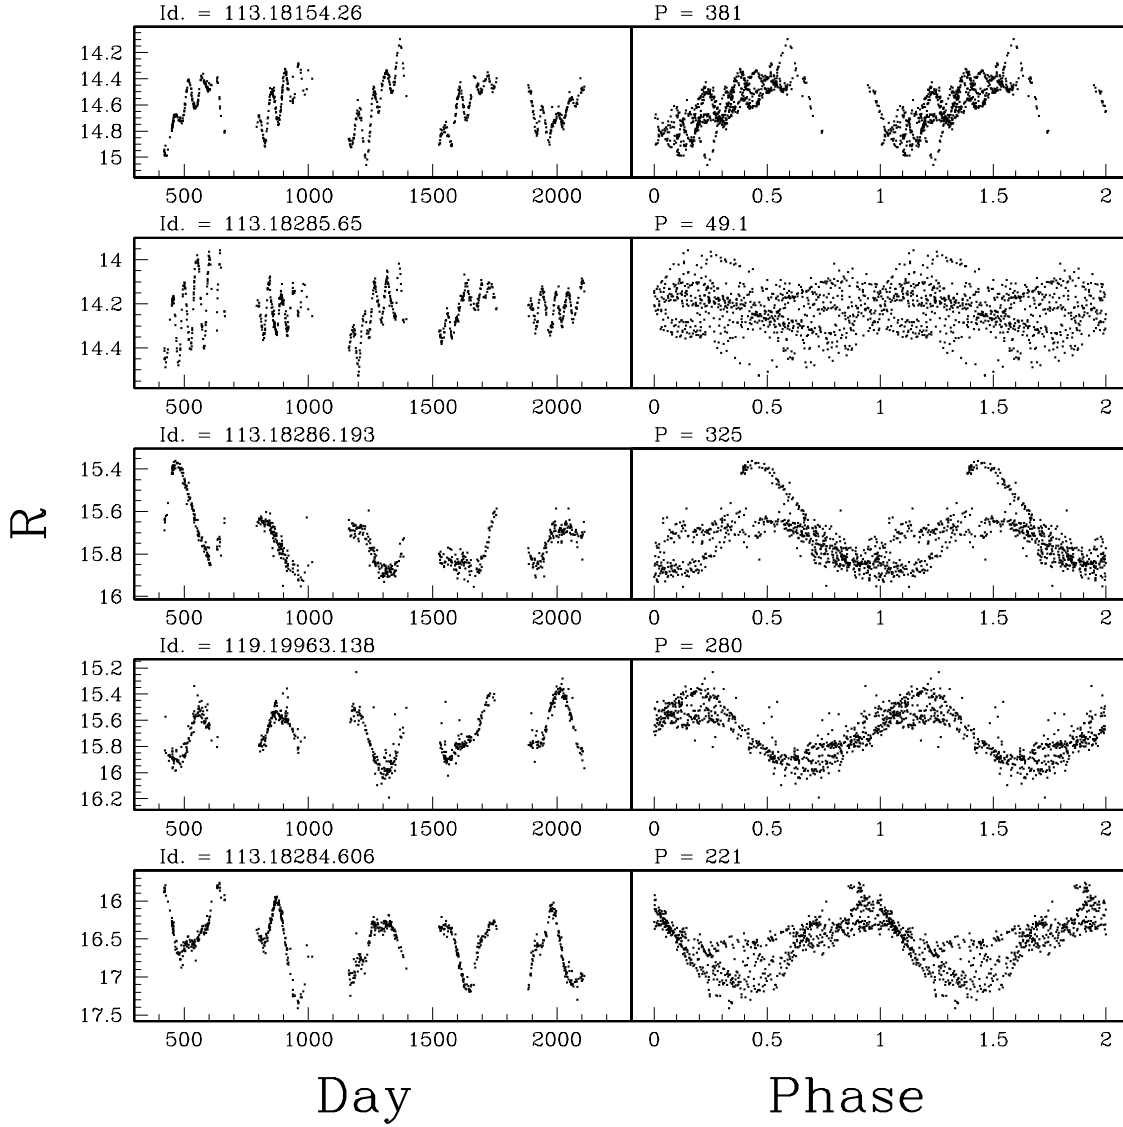 Id. = 113.18154.26 P = 381
14.2
14.4
14.6
14.8
15
500 1000 1500 2000 0 0.5 1 1.5 2
Id. = 113.18285.65 P = 49.1
14
14.2
14.4
500 1000 1500 2000 0 0.5 1 1.5 2
Id. = 113.18286.193 P = 325
15.4
15.6
15.8
16
500 1000 1500 2000 0 0.5 1 1.5 2
R
Id. = 119.19963.138 P = 280
15.2
15.4
15.6
15.8
16
16.2
500 1000 1500 2000 0 0.5 1 1.5 2
Id. = 113.18284.606 P = 221
16
16.5
17
17.5
500 1000 1500 2000 0 0.5 1 1.5 2
Day Phase